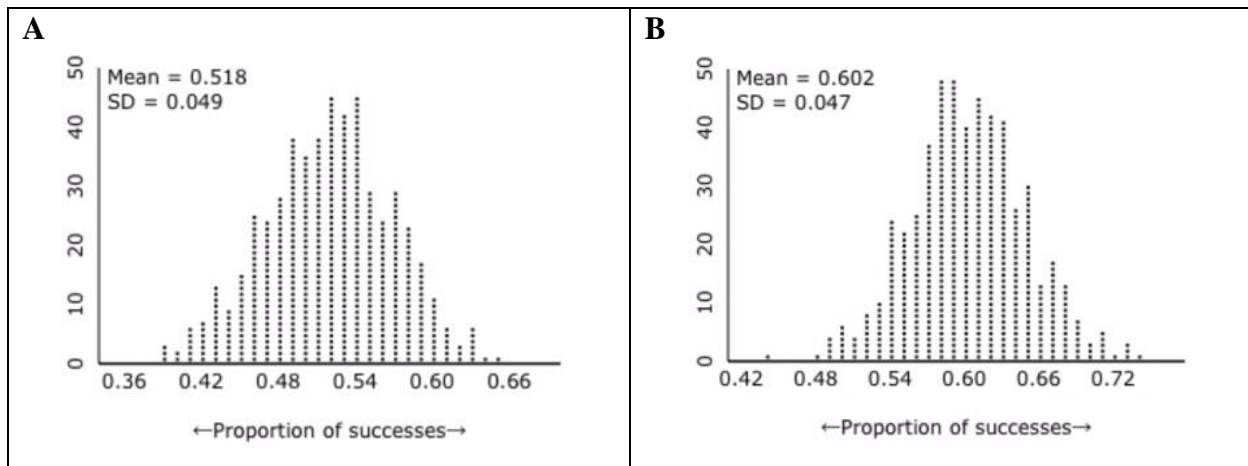 A
Mean = 0.518
SD = 0.049
50
40
30
20
10
0
0.36 0.42 0.48 0.54 0.60 0.66
←Proportion of successes→
B
Mean = 0.602
SD = 0.047
50
40
30
20
10
0
0.42 0.48 0.54 0.60 0.66 0.72
←Proportion of successes→